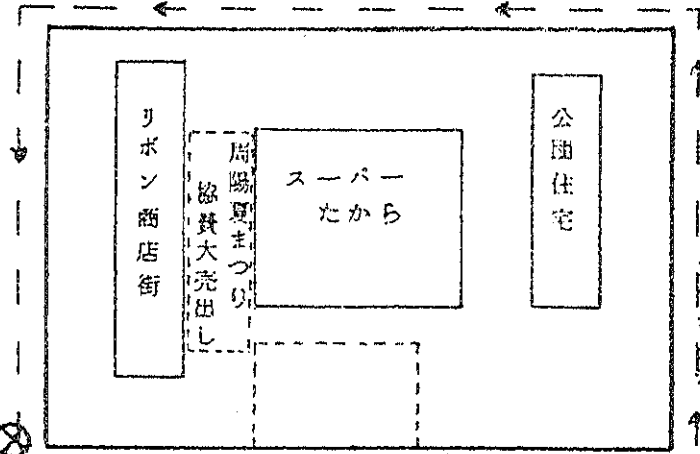 公団住宅
スーパー
たから
周陽夏まつり
協賛大売出し
リボン商店街